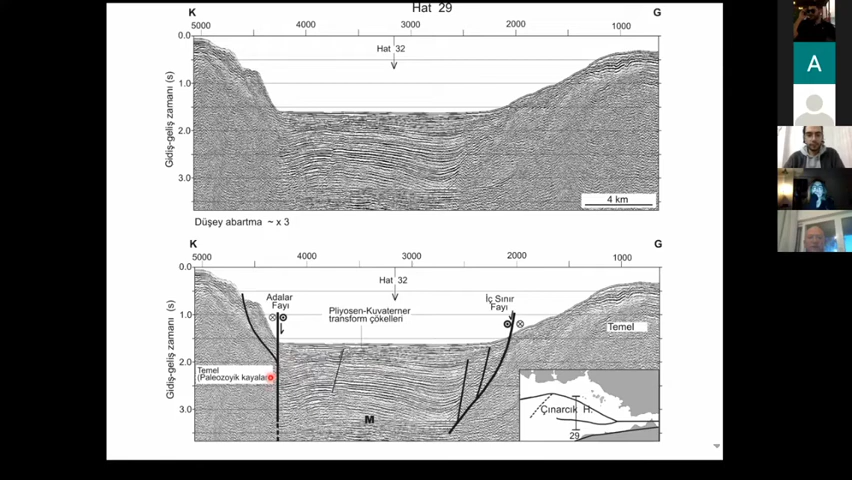 Hat 29
K
G
5000
4000
3000
2000
1000
Hat 32
0.0
1.0
2.0
3.0
Gidiş-geliş zamanı (s)
4 km
Düşey abartma ~ x 3
K
G
5000
4000
3000
2000
1000
Hat 32
0.0
1.0
2.0
3.0
Gidiş-geliş zamanı (s)
Adalar
Fayı
Pliyosen-Kuvaterner
transform çökelleri
İç Sınır
Fayı
Temel
Temel
(Paleozoyik kayalar
M
Çınarcık H.
29
A